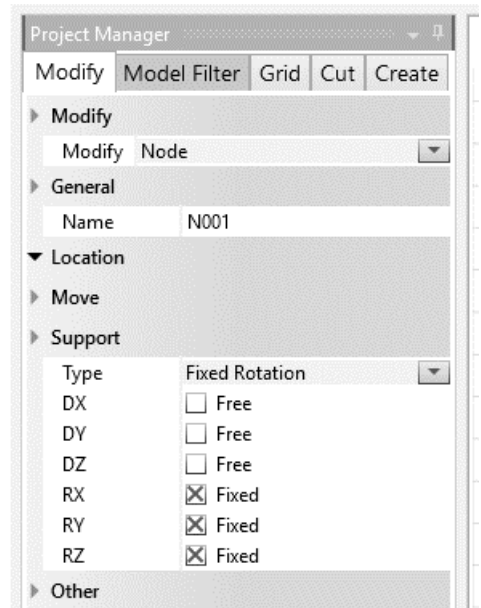 Project Manager
Modify Model Filter Grid Cut Create
Modify
Modify Node
General
Name N001
Location
Move
Support
Type Fixed Rotation
DX Free
DY Free
DZ Free
RX Fixed
RY Fixed
RZ Fixed
Other